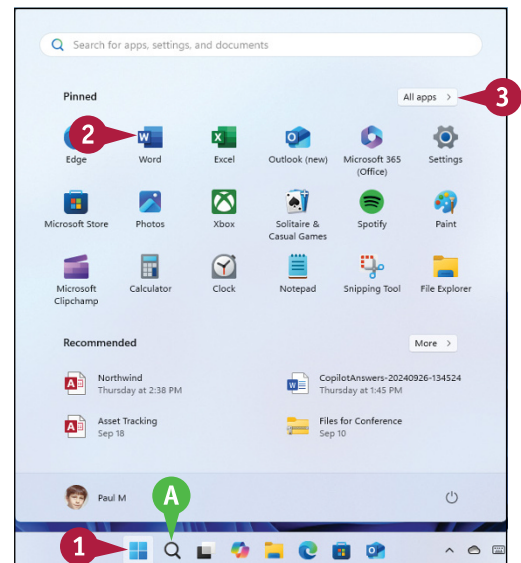 Search for apps, settings, and documents
Pinned
All apps >
3
2
Edge
Word
Excel
Outlook (new)
Microsoft 365
(Office)
Settings
Microsoft Store
Photos
Xbox
Solitaire &
Casual Games
Spotify
Paint
Microsoft
Clipchamp
Calculator
Clock
Notepad
Snipping Tool
File Explorer
Recommended
More >
Northwind
Thursday at 2:38 PM
CopilotAnswers-20240926-134524
Thursday at 1:45 PM
Asset Tracking
Sep 18
Files for Conference
Sep 10
Paul M
A
1